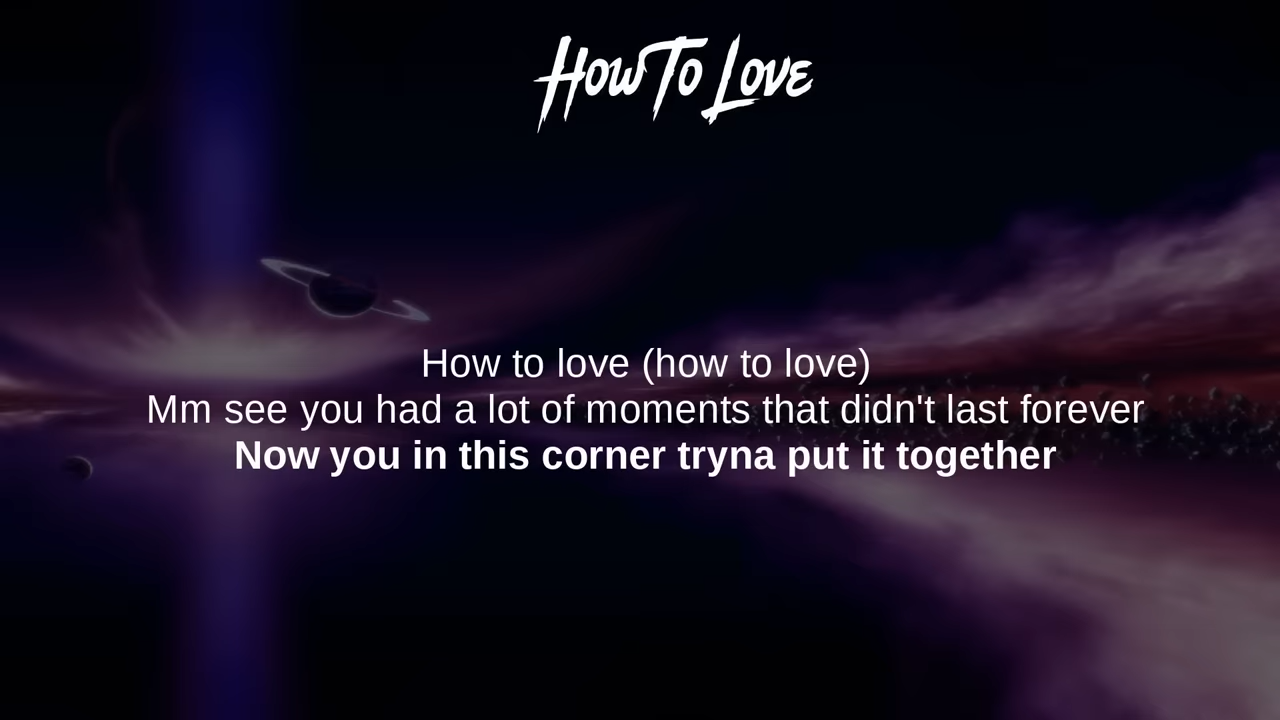 How To Love
How to love (how to love)
Mm see you had a lot of moments that didn't last forever
Now you in this corner tryna put it together